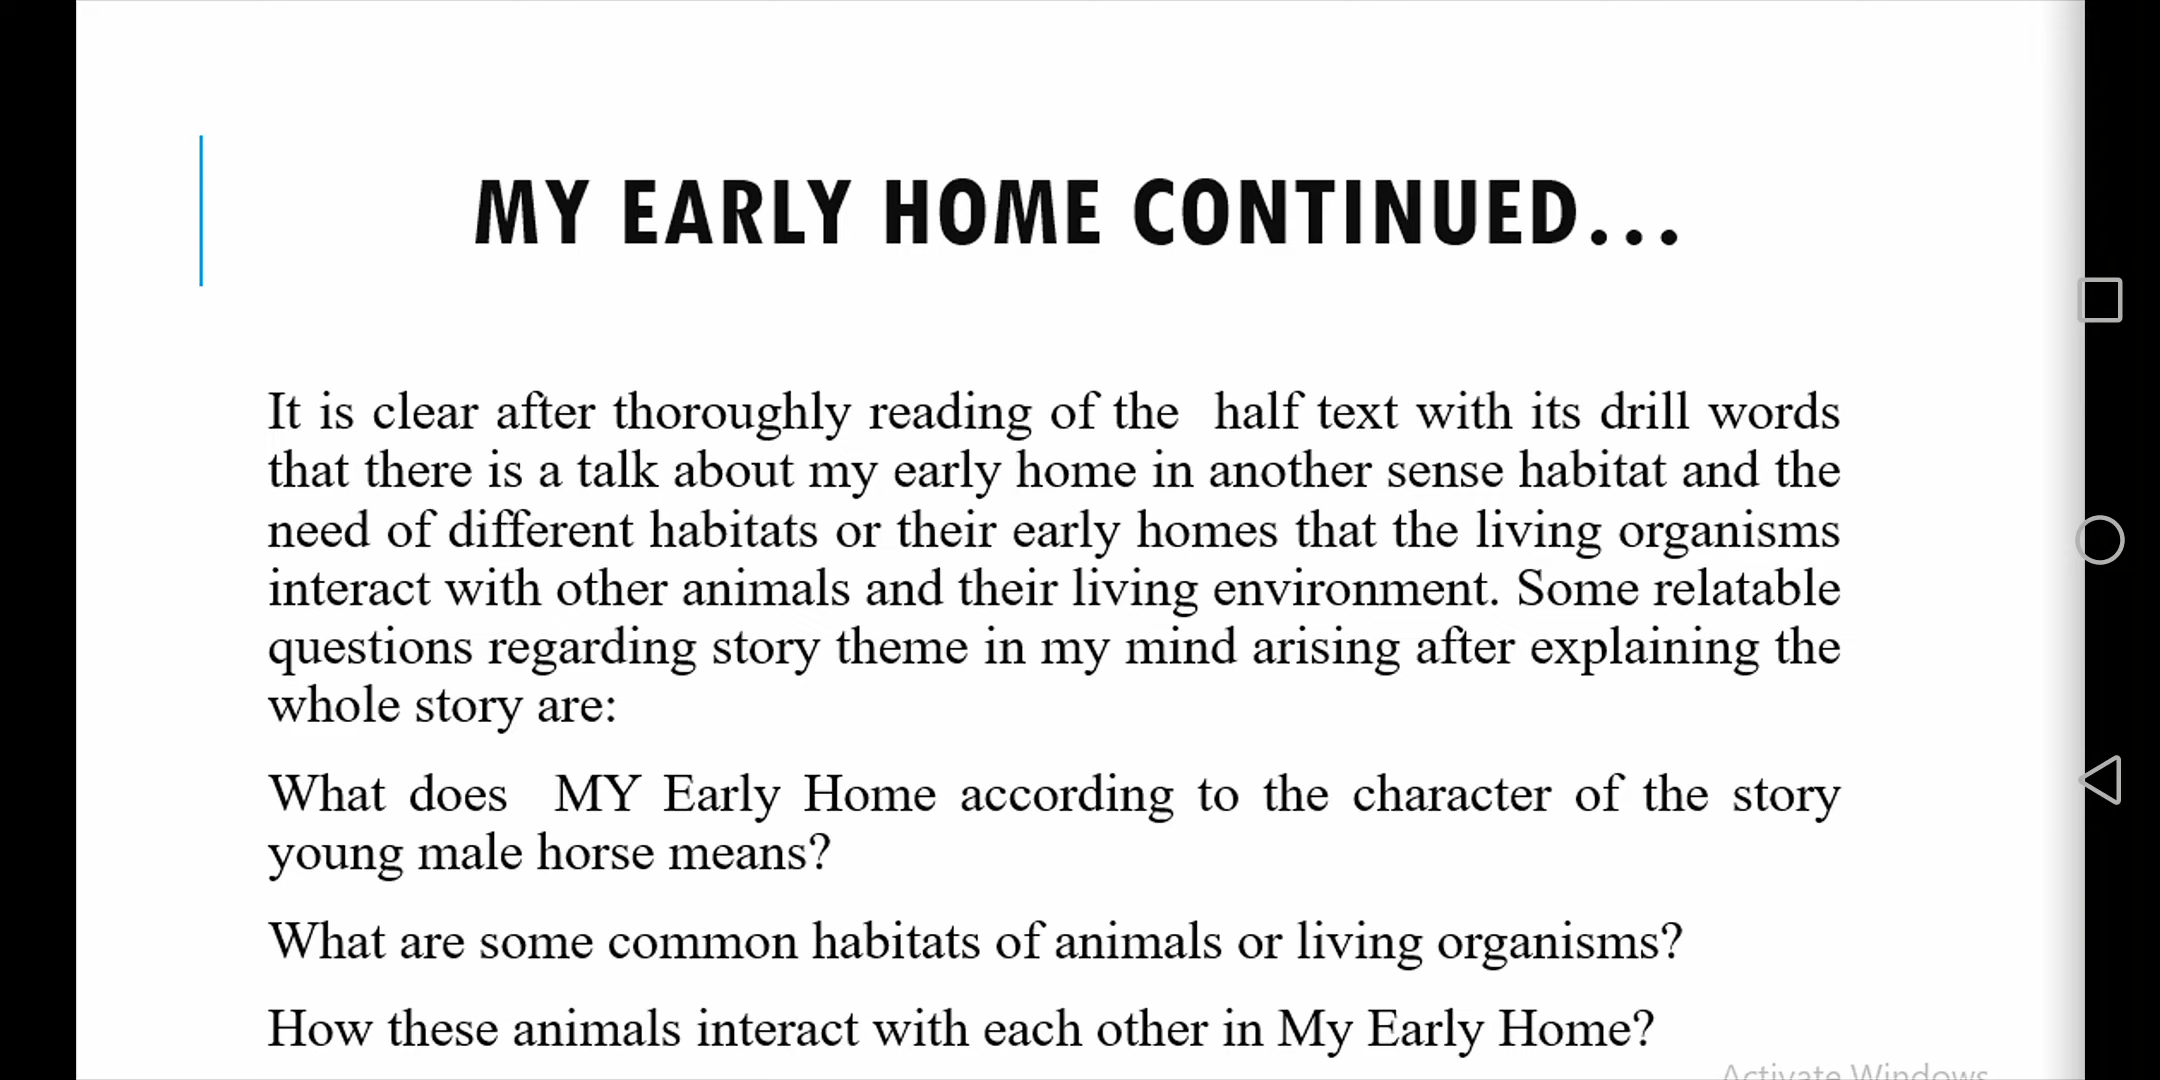 MY EARLY HOME CONTINUED...
It is clear after thoroughly reading of the half text with its drill words
that there is a talk about my early home in another sense habitat and the
need of different habitats or their early homes that the living organisms
interact with other animals and their living environment. Some relatable
questions regarding story theme in my mind arising after explaining the
whole story are:
What does MY Early Home according to the character of the story
young male horse means?
What are some common habitats of animals or living organisms?
How these animals interact with each other in My Early Home?
Activate Windows